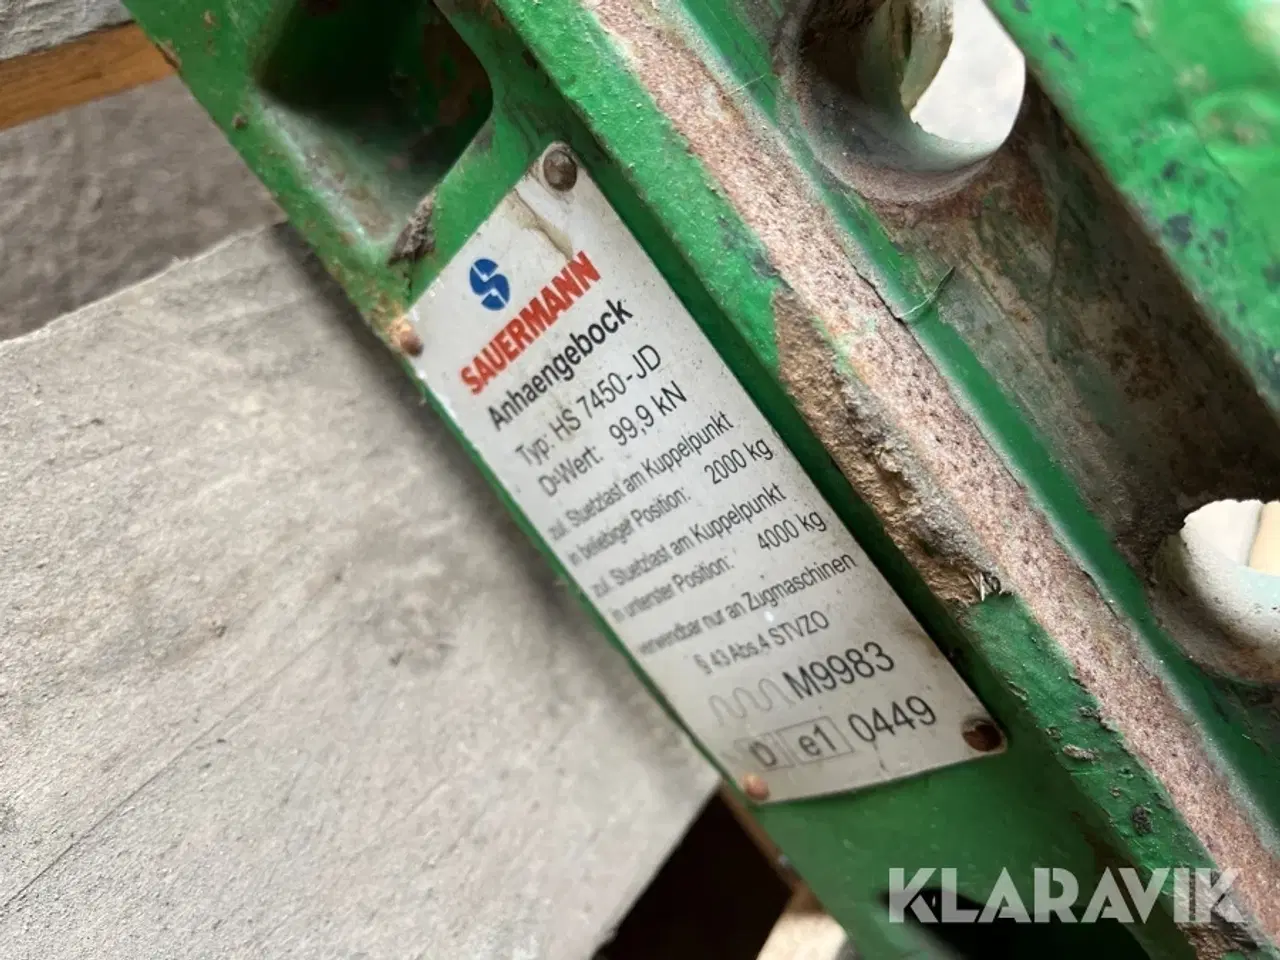 S
SAUERMANN
Anhaengebock
Typ: HS 7450-JD
D-Wert: 99,9 kN
zul. Stuetzlast am Kuppelpunkt
in beliebiger Position: 2000 kg
zul. Stuetzlast am Kuppelpunkt
in unterster Position: 4000 kg
verwendbar nur an Zugmaschinen
§ 43 Abs.4 STVZO
M9983
D e1 0449
KLARAVIK